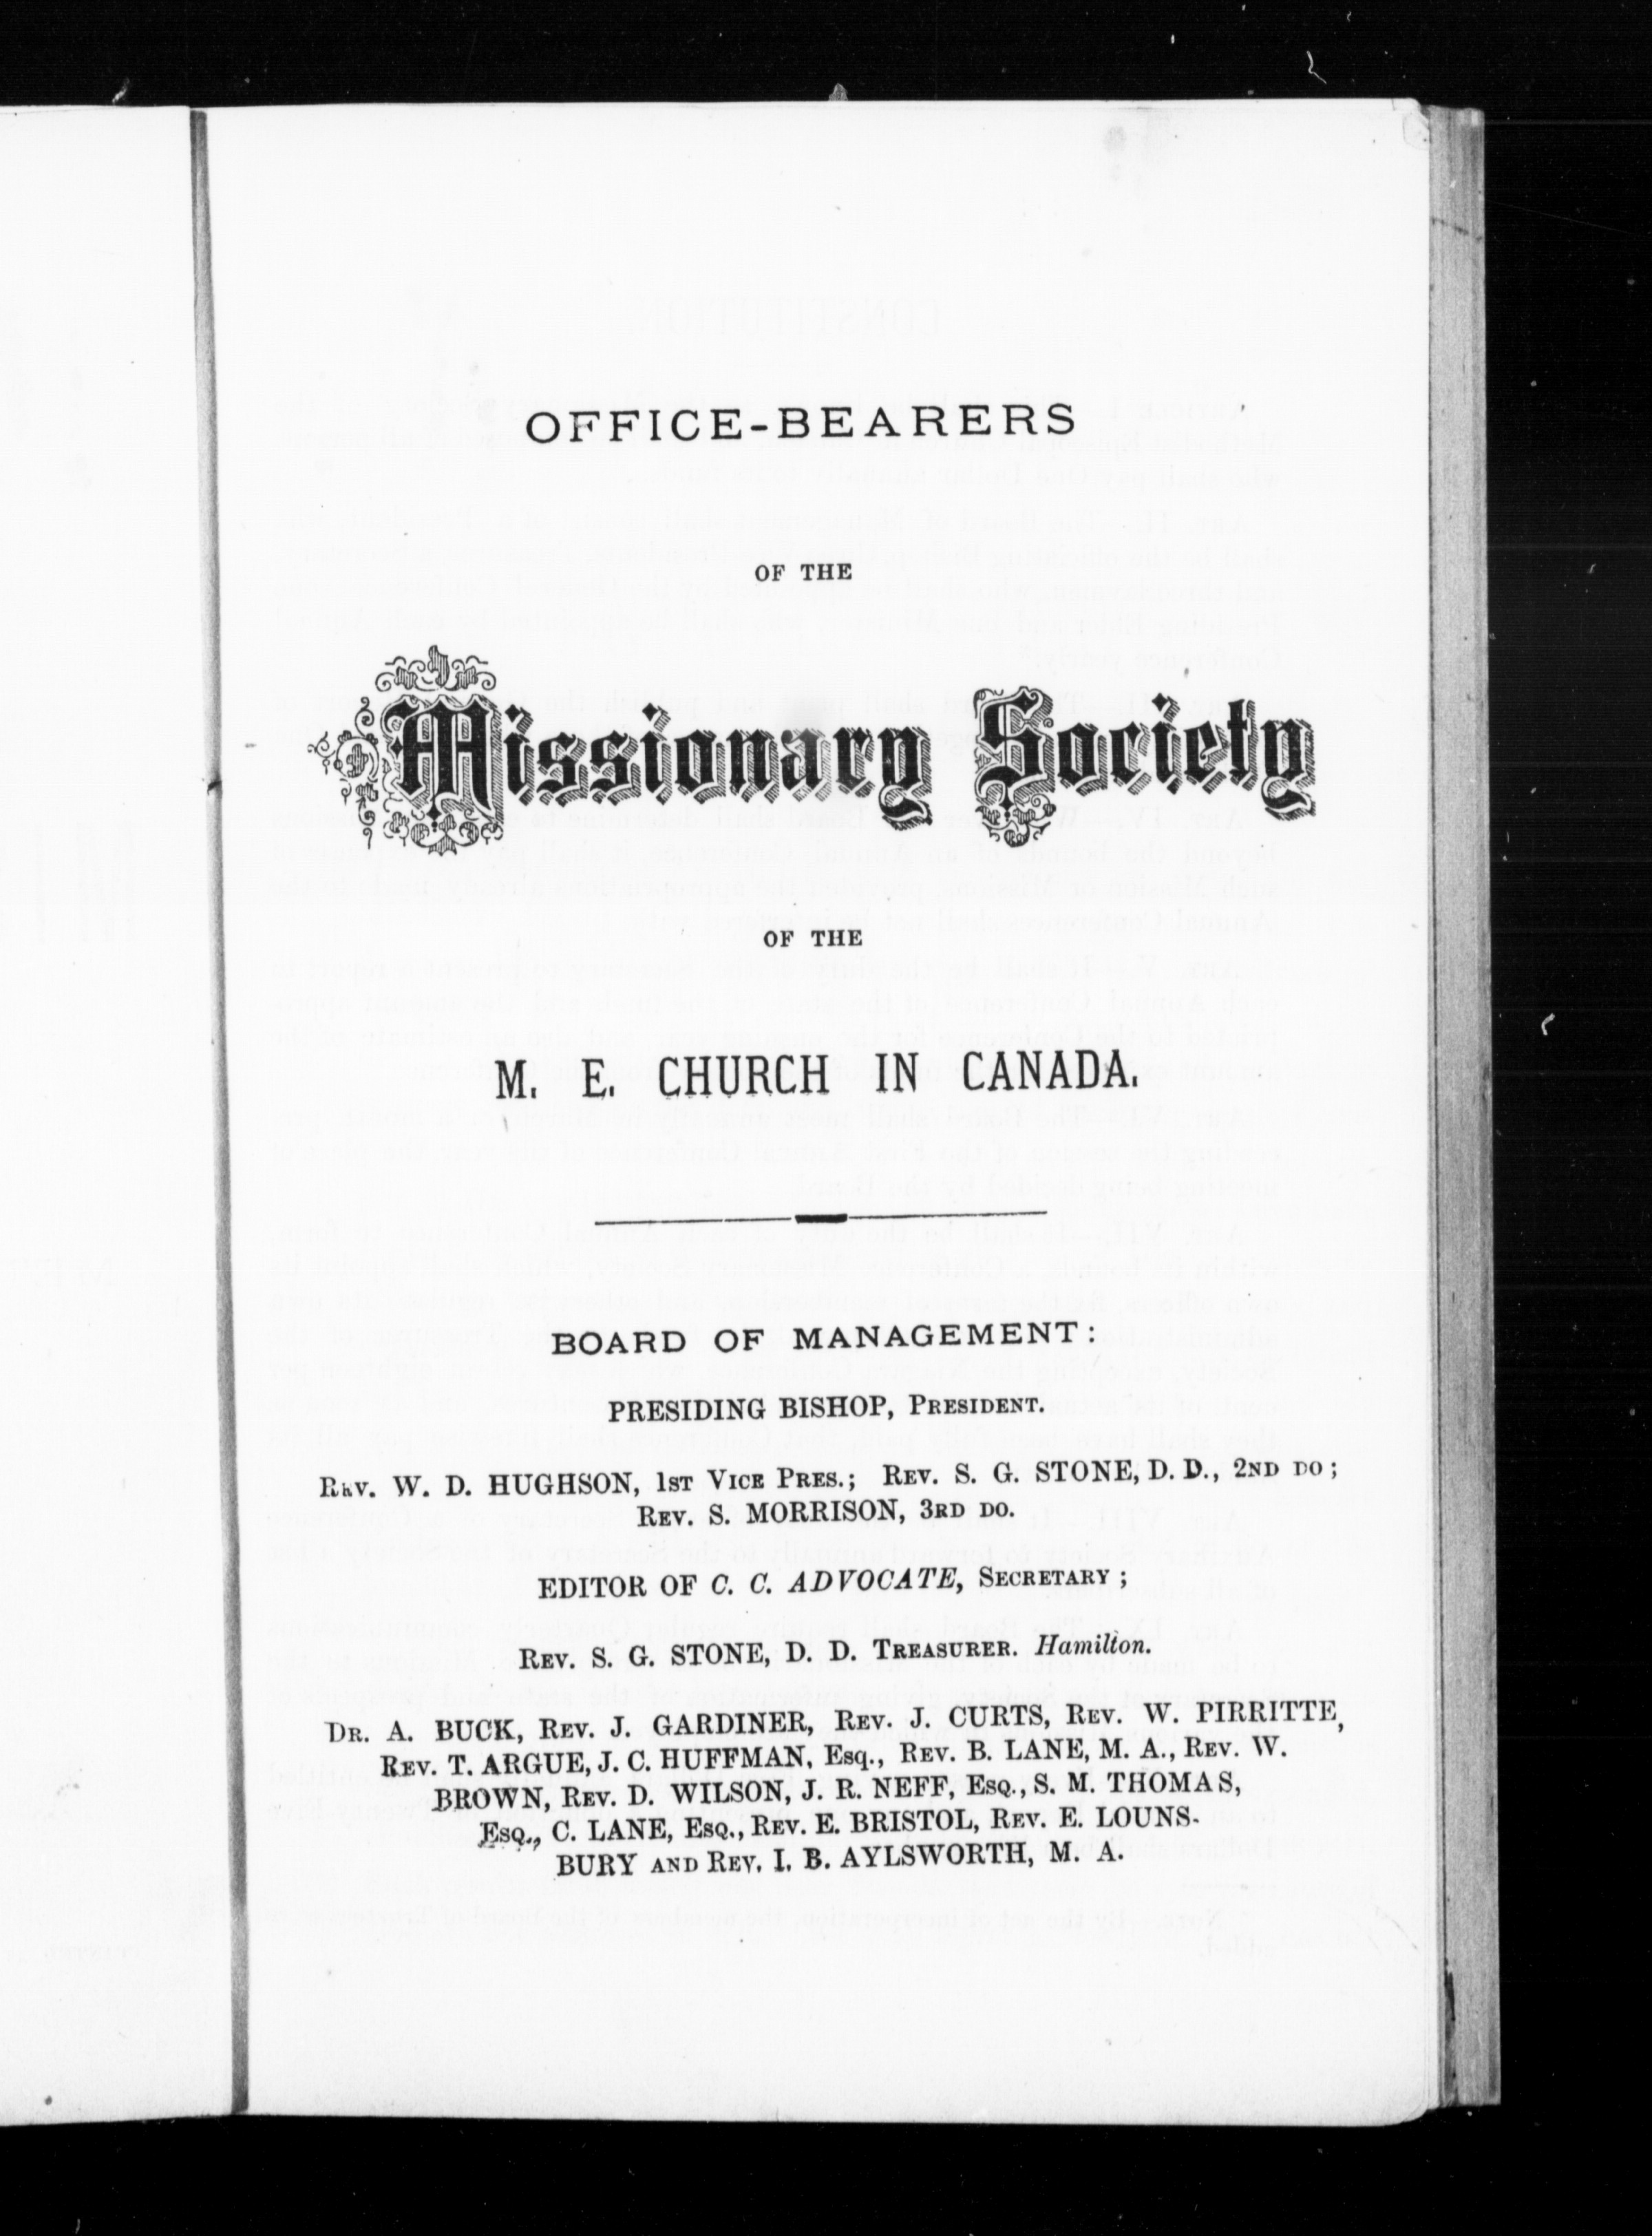 OFFICE-BEARERS
OF THE
Missionary Society
OF THE
M. E. CHURCH IN CANADA.
BOARD OF MANAGEMENT:
PRESIDING BISHOP, PRESIDENT.
REV. W. D. HUGHSON, 1ST VICE PRES.; REV. S. G. STONE, D. D., 2ND DO;
REV. S. MORRISON, 3RD DO.
EDITOR OF C. C. ADVOCATE, SECRETARY;
REV. S. G. STONE, D. D. TREASURER. Hamilton.
DR. A. BUCK, REV. J. GARDINER, REV. J. CURTS, REV. W. PIRRITTE,
REV. T. ARGUE, J. C. HUFFMAN, Esq., REV. B. LANE, M. A., REV. W.
BROWN, REV. D. WILSON, J. R. NEFF, ESQ., S. M. THOMAS,
ESQ., C. LANE, ESQ., REV. E. BRISTOL, REV. E. LOUNS-
BURY AND REV. I. B. AYLSWORTH, M. A.